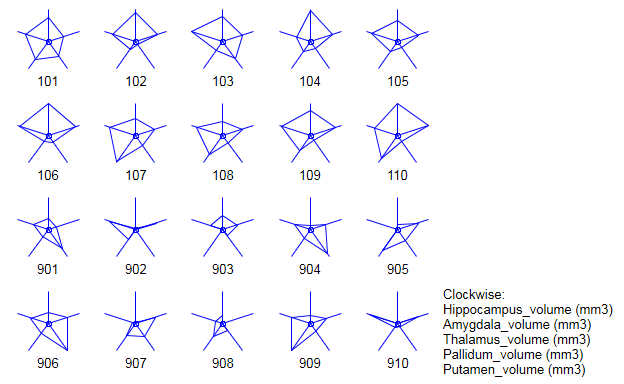 101 102 103 104 105
106 107 108 109 110
901 902 903 904 905
906 907 908 909 910
Clockwise:
Hippocampus_volume (mm3)
Amygdala_volume (mm3)
Thalamus_volume (mm3)
Pallidum_volume (mm3)
Putamen_volume (mm3)